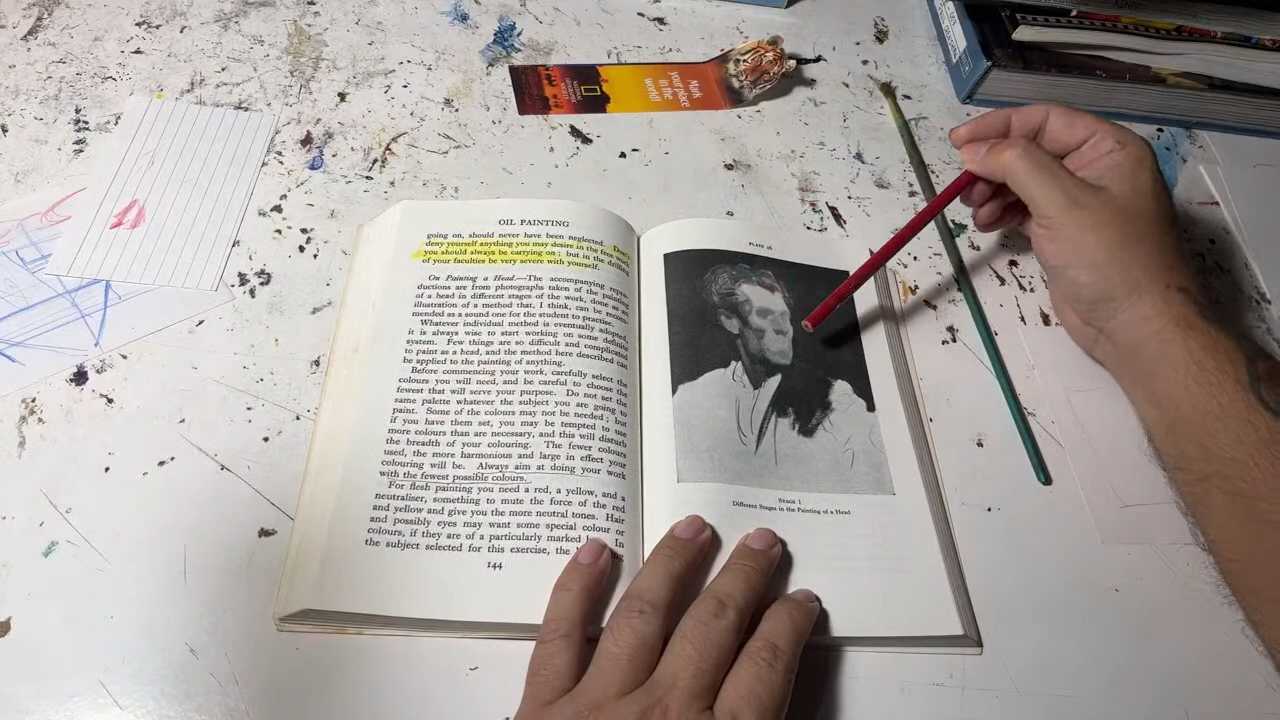 Mark
your place
in the
world!
NATIONAL
GEOGRAPHIC
SOCIETY
OIL PAINTING
going on, should never have been neglected. Don't
deny yourself anything you may desire in the free work
you should always be carrying on ; but in the drilling
of your faculties be very severe with yourself.
On Painting a Head.—The accompanying repro-
ductions are from photographs taken of the painting
of a head in different stages of the work, done as an
illustration of a method that, I think, can be recom-
mended as a sound one for the student to practise.
Whatever individual method is eventually adopted,
it is always wise to start working on some definite
system. Few things are so difficult and complicated
to paint as a head, and the method here described can
be applied to the painting of anything.
Before commencing your work, carefully select the
colours you will need, and be careful to choose the
fewest that will serve your purpose. Do not set the
same palette whatever the subject you are going to
paint. Some of the colours may not be needed ; but
if you have them set, you may be tempted to use
more colours than are necessary, and this will disturb
the breadth of your colouring. The fewer colours
used, the more harmonious and large in effect your
colouring will be. Always aim at doing your work
with the fewest possible colours.
For flesh painting you need a red, a yellow, and a
neutraliser, something to mute the force of the red
and yellow and give you the more neutral tones. Hair
and possibly eyes may want some special colour or
colours, if they are of a particularly marked In
the subject selected for this exercise, the
144
PLATE 26
STAGE 1
Different Stages in the Painting of a Head